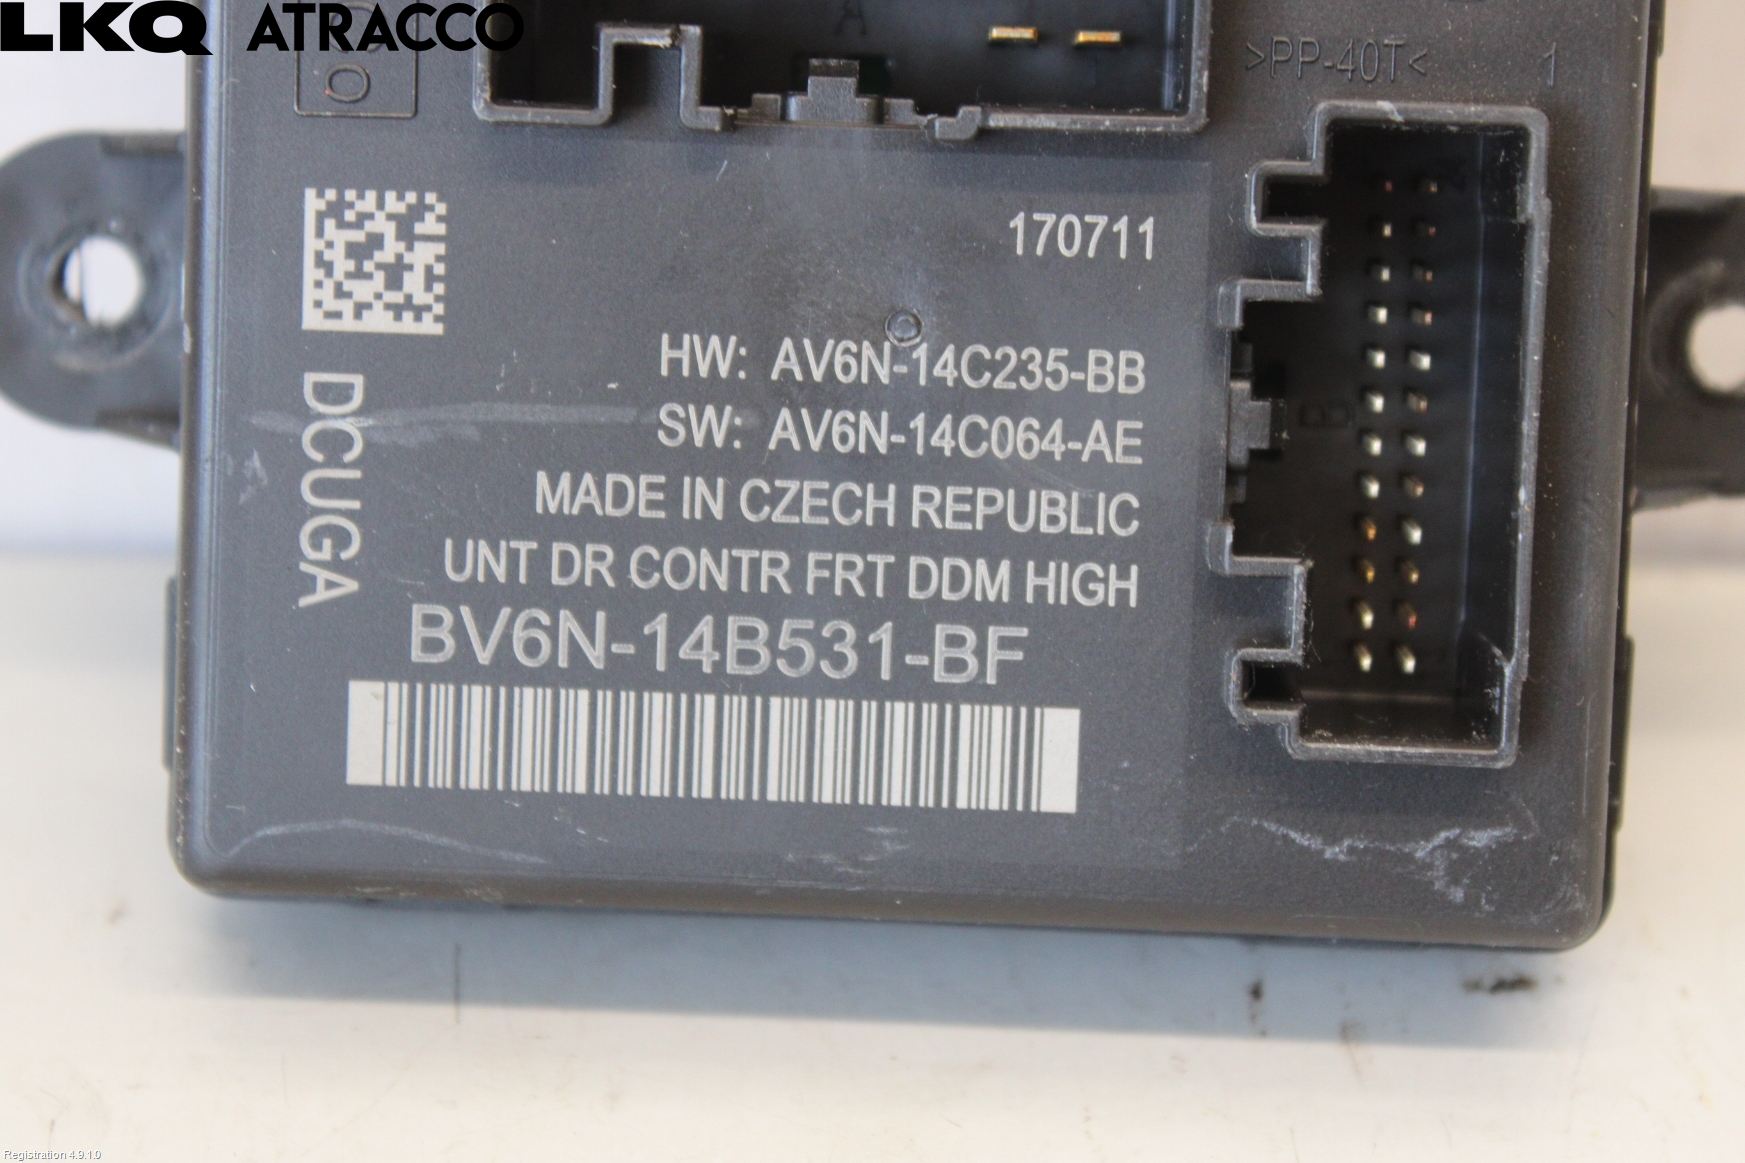 LKQ ATRACCO
A
>PP-40T< 1
170711
HW: AV6N-14C235-BB
SW: AV6N-14C064-AE
MADE IN CZECH REPUBLIC
UNT DR CONTR FRT DDM HIGH
BV6N-14B531-BF
DCUGA
B
Registration 4.9.1.0